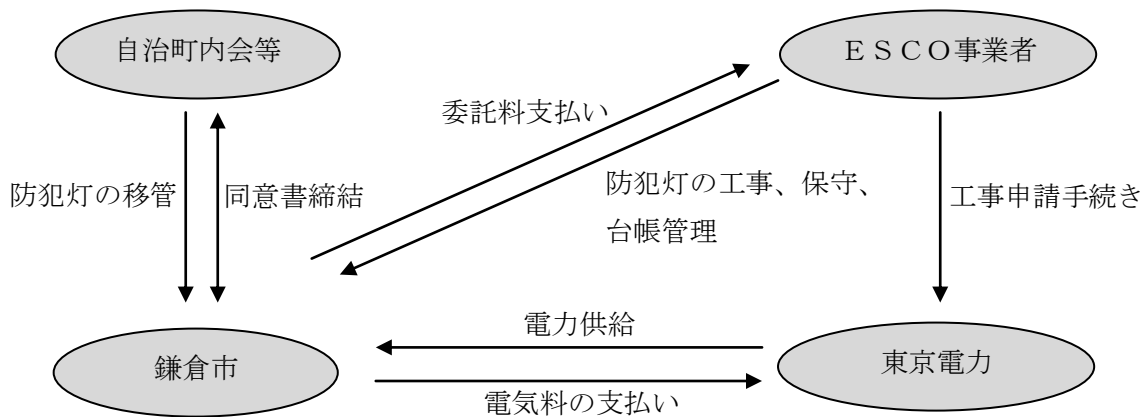 自治町内会等
ＥＳＣＯ事業者
委託料支払い
防犯灯の移管
同意書締結
防犯灯の工事、保守、
台帳管理
工事申請手続き
電力供給
鎌倉市
東京電力
電気料の支払い